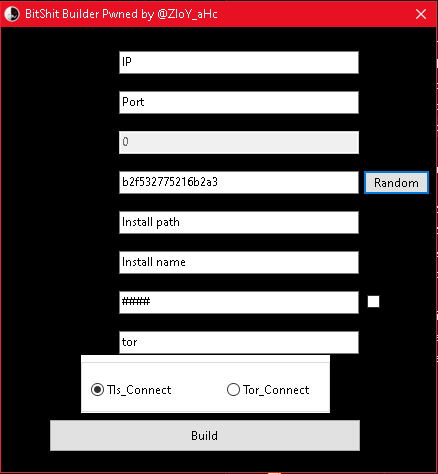 BitShit Builder Pwned by @ZloY_aHc
IP
Port
0
b2f532775216b2a3 Random
Install path
Install name
####
tor
Tls_Connect Tor_Connect
Build